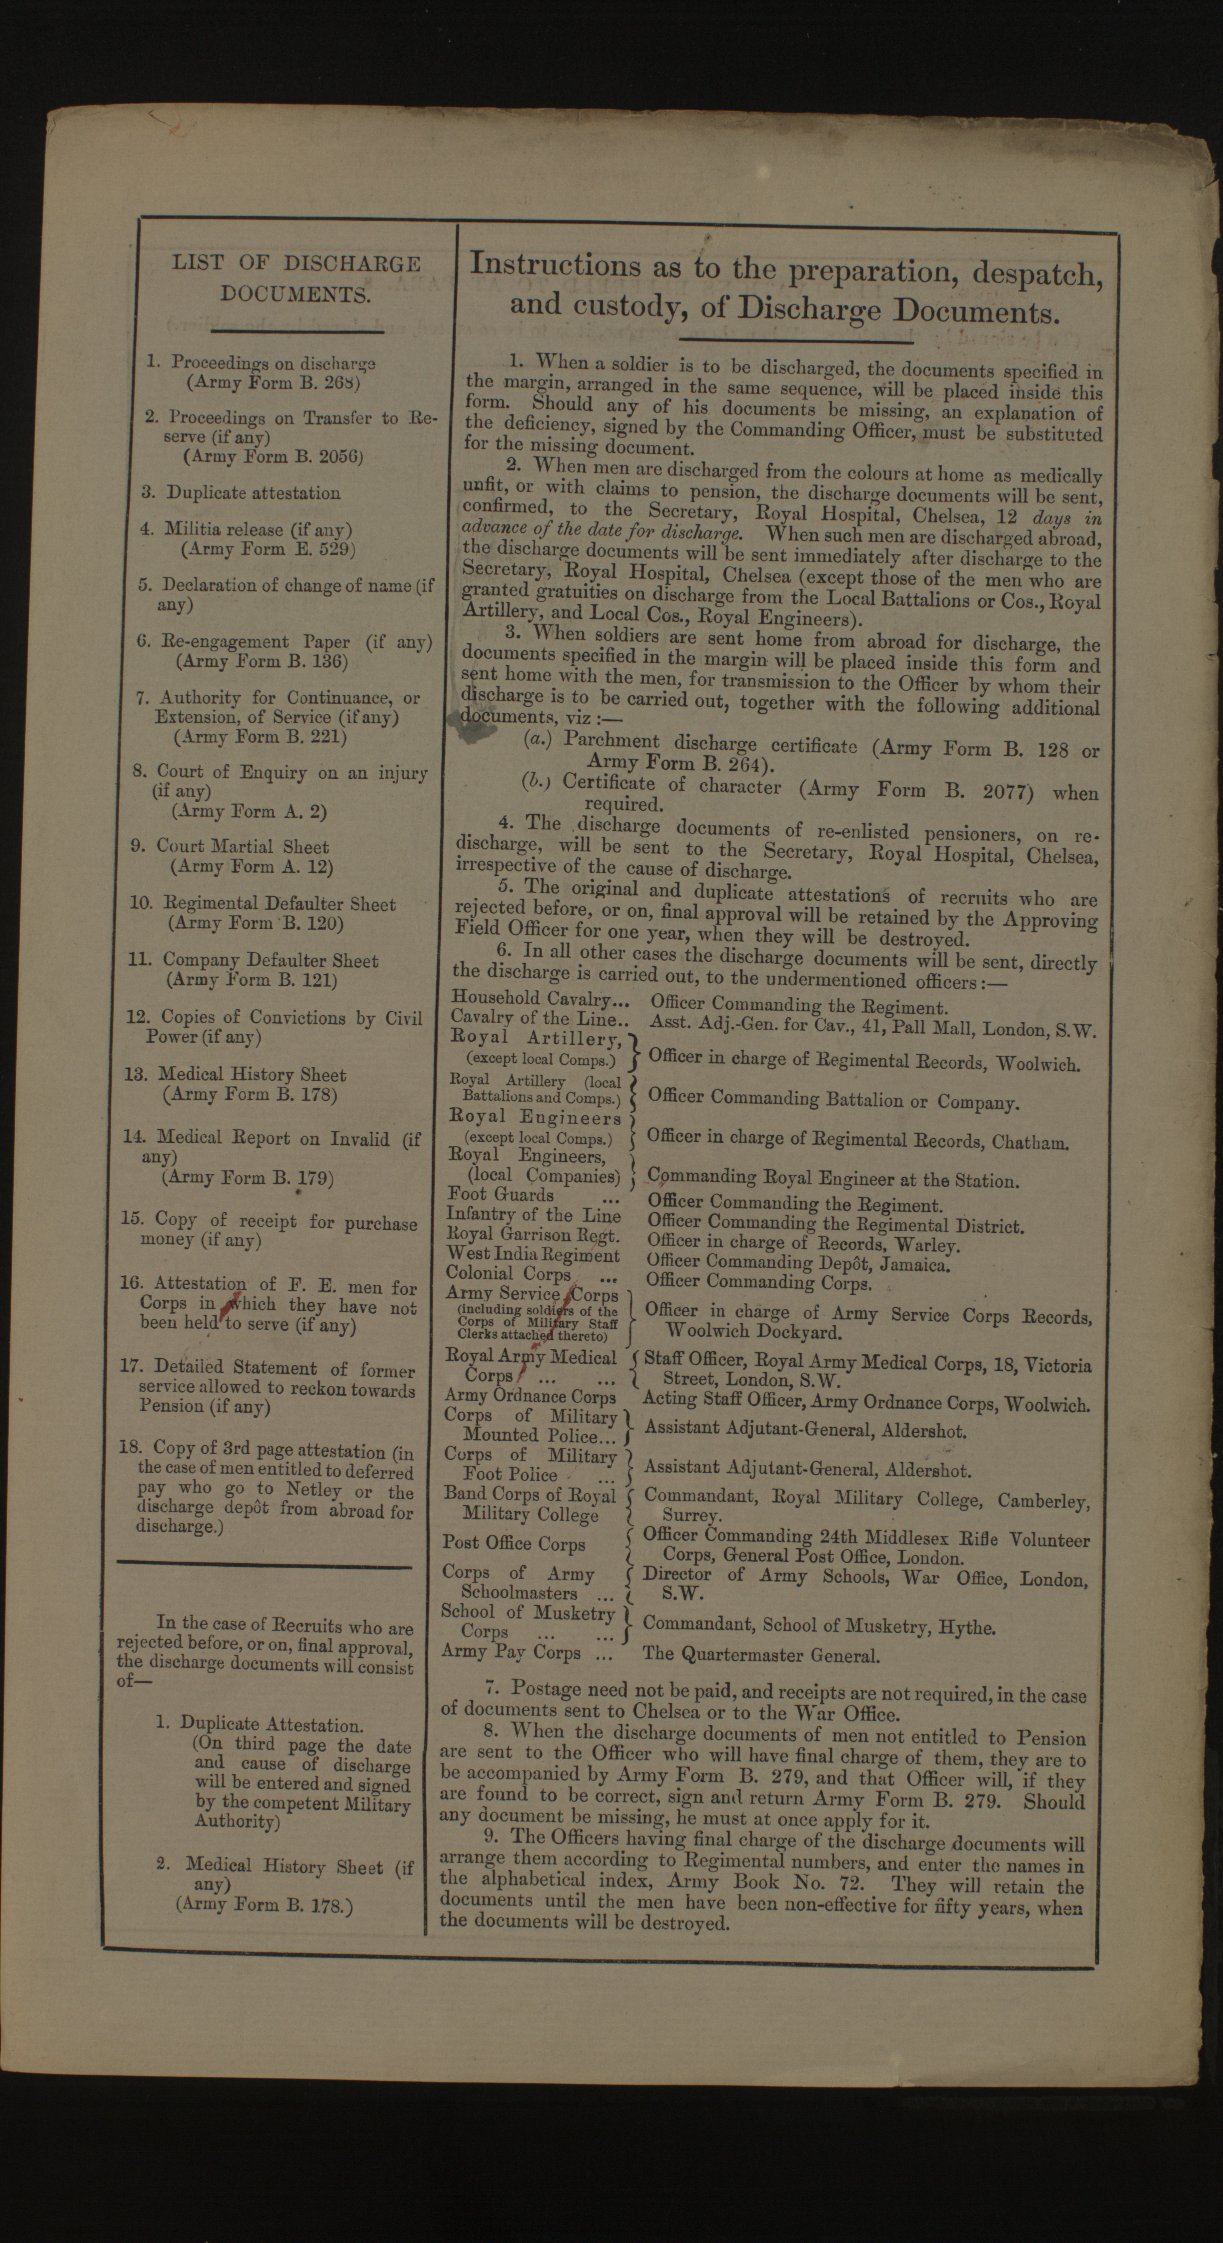 LIST OF DISCHARGE
DOCUMENTS.
1. Proceedings on discharge
(Army Form B. 268)
2. Proceedings on Transfer to Re-
serve (if any)
(Army Form B. 2056)
3. Duplicate attestation
4. Militia release (if any)
(Army Form E. 529)
5. Declaration of change of name (if
any)
6. Re-engagement Paper (if any)
(Army Form B. 136)
7. Authority for Continuance, or
Extension, of Service (if any)
(Army Form B. 221)
8. Court of Enquiry on an injury
(if any)
(Army Form A. 2)
9. Court Martial Sheet
(Army Form A. 12)
10. Regimental Defaulter Sheet
(Army Form B. 120)
11. Company Defaulter Sheet
(Army Form B. 121)
12. Copies of Convictions by Civil
Power (if any)
13. Medical History Sheet
(Army Form B. 178)
14. Medical Report on Invalid (if
any)
(Army Form B. 179)
15. Copy of receipt for purchase
money (if any)
16. Attestation of F. E. men for
Corps in which they have not
been held to serve (if any)
17. Detailed Statement of former
service allowed to reckon towards
Pension (if any)
18. Copy of 3rd page attestation (in
the case of men entitled to deferred
pay who go to Netley or the
discharge depôt from abroad for
discharge.)
In the case of Recruits who are
rejected before, or on, final approval,
the discharge documents will consist
of—
1. Duplicate Attestation.
(On third page the date
and cause of discharge
will be entered and signed
by the competent Military
Authority)
2. Medical History Sheet (if
any)
(Army Form B. 178.)
Instructions as to the preparation, despatch,
and custody, of Discharge Documents.
1. When a soldier is to be discharged, the documents specified in
the margin, arranged in the same sequence, will be placed inside this
form. Should any of his documents be missing, an explanation of
the deficiency, signed by the Commanding Officer, must be substituted
for the missing document.
2. When men are discharged from the colours at home as medically
unfit, or with claims to pension, the discharge documents will be sent,
confirmed, to the Secretary, Royal Hospital, Chelsea, 12 days in
advance of the date for discharge. When such men are discharged abroad,
the discharge documents will be sent immediately after discharge to the
Secretary, Royal Hospital, Chelsea (except those of the men who are
granted gratuities on discharge from the Local Battalions or Cos., Royal
Artillery, and Local Cos., Royal Engineers).
3. When soldiers are sent home from abroad for discharge, the
documents specified in the margin will be placed inside this form and
sent home with the men, for transmission to the Officer by whom their
discharge is to be carried out, together with the following additional
documents, viz :—
(a.) Parchment discharge certificate (Army Form B. 128 or
Army Form B. 264).
(b.) Certificate of character (Army Form B. 2077) when
required.
4. The discharge documents of re-enlisted pensioners, on re-
discharge, will be sent to the Secretary, Royal Hospital, Chelsea,
irrespective of the cause of discharge.
5. The original and duplicate attestations of recruits who are
rejected before, or on, final approval will be retained by the Approving
Field Officer for one year, when they will be destroyed.
6. In all other cases the discharge documents will be sent, directly
the discharge is carried out, to the undermentioned officers:—
Household Cavalry... Officer Commanding the Regiment.
Cavalry of the Line.. Asst. Adj.-Gen. for Cav., 41, Pall Mall, London, S.W.
Royal Artillery,
(except local Comps.) } Officer in charge of Regimental Records, Woolwich.
Royal Artillery (local
Battalions and Comps.) } Officer Commanding Battalion or Company.
Royal Engineers
(except local Comps.) } Officer in charge of Regimental Records, Chatham.
Royal Engineers,
(local Companies) } Commanding Royal Engineer at the Station.
Foot Guards ... Officer Commanding the Regiment.
Infantry of the Line Officer Commanding the Regimental District.
Royal Garrison Regt. Officer in charge of Records, Warley.
West India Regiment Officer Commanding Depôt, Jamaica.
Colonial Corps ... Officer Commanding Corps.
Army Service Corps
(including soldiers of the
Corps of Military Staff
Clerks attached thereto) } Officer in charge of Army Service Corps Records,
Woolwich Dockyard.
Royal Army Medical { Staff Officer, Royal Army Medical Corps, 18, Victoria
Corps ... ... Street, London, S.W.
Army Ordnance Corps Acting Staff Officer, Army Ordnance Corps, Woolwich.
Corps of Military
Mounted Police... } Assistant Adjutant-General, Aldershot.
Corps of Military
Foot Police ... } Assistant Adjutant-General, Aldershot.
Band Corps of Royal { Commandant, Royal Military College, Camberley,
Military College Surrey.
Post Office Corps { Officer Commanding 24th Middlesex Rifle Volunteer
Corps, General Post Office, London.
Corps of Army { Director of Army Schools, War Office, London,
Schoolmasters ... S.W.
School of Musketry
Corps ... ... } Commandant, School of Musketry, Hythe.
Army Pay Corps ... The Quartermaster General.
7. Postage need not be paid, and receipts are not required, in the case
of documents sent to Chelsea or to the War Office.
8. When the discharge documents of men not entitled to Pension
are sent to the Officer who will have final charge of them, they are to
be accompanied by Army Form B. 279, and that Officer will, if they
are found to be correct, sign and return Army Form B. 279. Should
any document be missing, he must at once apply for it.
9. The Officers having final charge of the discharge documents will
arrange them according to Regimental numbers, and enter the names in
the alphabetical index, Army Book No. 72. They will retain the
documents until the men have been non-effective for fifty years, when
the documents will be destroyed.